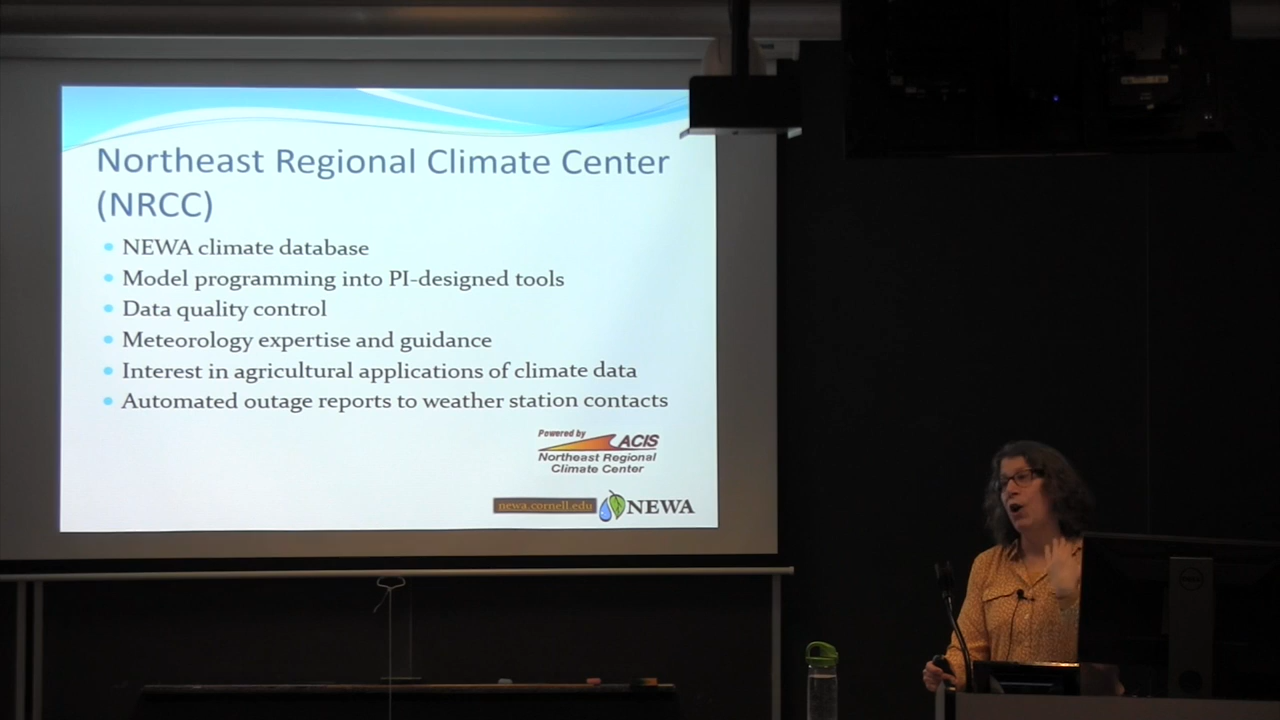 Northeast Regional Climate Center
(NRCC)
NEWA climate database
Model programming into PI-designed tools
Data quality control
Meteorology expertise and guidance
Interest in agricultural applications of climate data
Automated outage reports to weather station contacts
Powered by ACIS
Northeast Regional
Climate Center
newa.cornell.edu NEWA
DELL